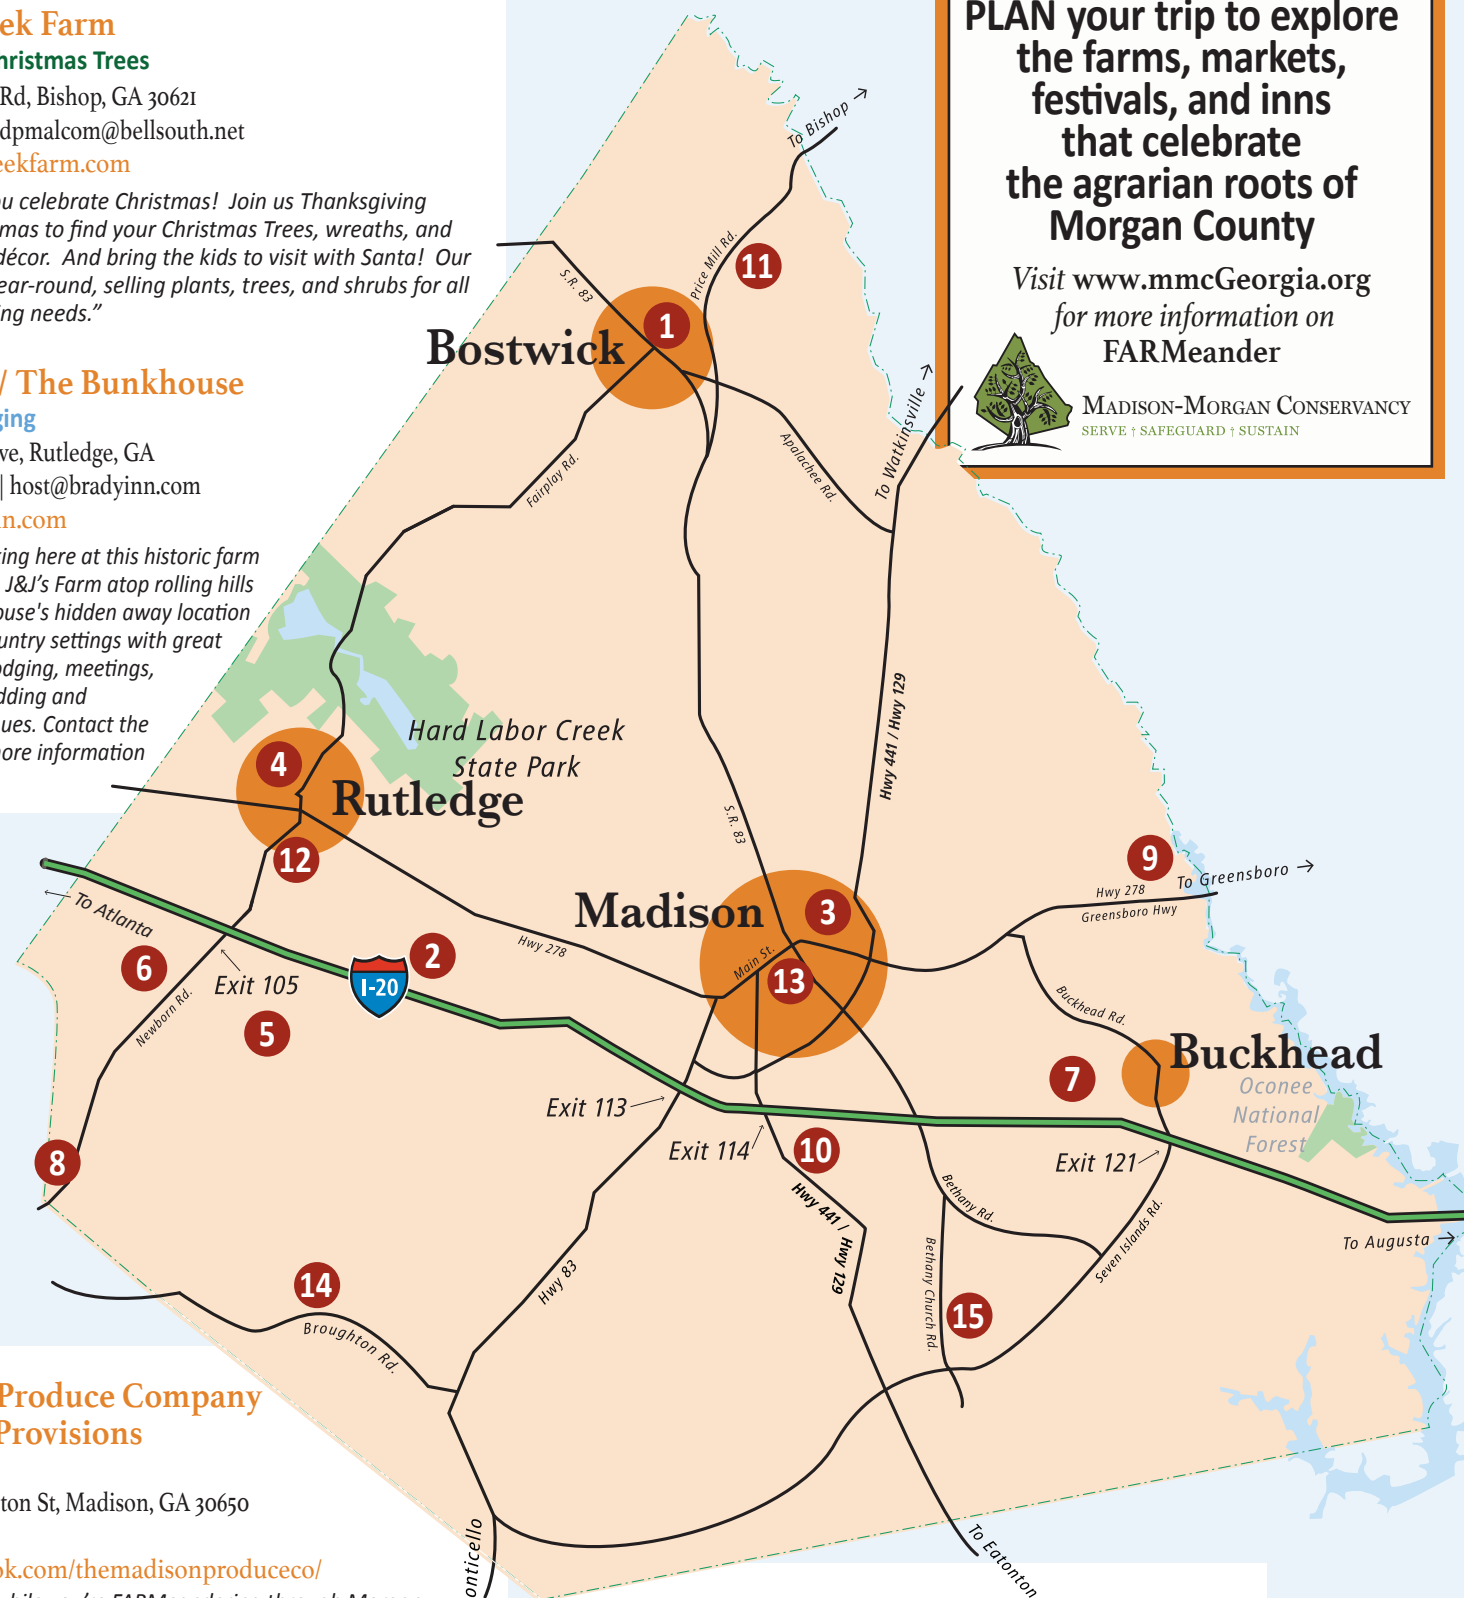 ek Farm
hristmas Trees
Rd, Bishop, GA 30621
dpmalcom@bellsouth.net
eekfarm.com
ou celebrate Christmas! Join us Thanksgiving
mas to find your Christmas Trees, wreaths, and
décor. And bring the kids to visit with Santa! Our
ear-round, selling plants, trees, and shrubs for all
ing needs.”
/ The Bunkhouse
ging
ve, Rutledge, GA
| host@bradyinn.com
n.com
ing here at this historic farm
J&J’s Farm atop rolling hills
ouse's hidden away location
untry settings with great
odging, meetings,
dding and
nues. Contact the
ore information
PLAN your trip to explore
the farms, markets,
festivals, and inns
that celebrate
the agrarian roots of
Morgan County
Visit www.mmcGeorgia.org
for more information on
FARMeander
MADISON-MORGAN CONSERVANCY
SERVE † SAFEGUARD † SUSTAIN
To Bishop
11
Price Mill Rd.
S.R. 83
1
Bostwick
To Watkinsville
Apalachee Rd.
Fairplay Rd.
Hard Labor Creek
State Park
Hwy 441 / Hwy 129
4
Rutledge
S.R. 83
12
9
To Greensboro
Hwy 278
Greensboro Hwy
To Atlanta
Madison
3
Hwy 278
2
Main St.
13
6
Exit 105
I-20
Newborn Rd.
5
Buckhead Rd.
Buckhead
7
Oconee
National
Forest
Exit 113
Exit 114
10
Exit 121
8
Hwy 441 / Hwy 129
Bethany Rd.
Seven Islands Rd.
To Augusta
Bethany Church Rd.
15
Hwy 83
14
Broughton Rd.
Produce Company
Provisions
ton St, Madison, GA 30650
ok.com/themadisonproduceco/
onticello
To Eatonton